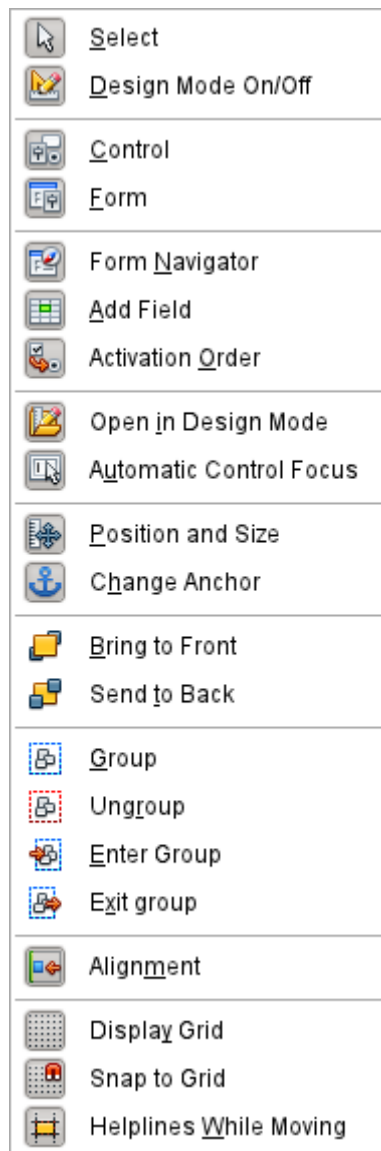 Select
Design Mode On/Off
Control
Form
Form Navigator
Add Field
Activation Order
Open in Design Mode
Automatic Control Focus
Position and Size
Change Anchor
Bring to Front
Send to Back
Group
Ungroup
Enter Group
Exit group
Alignment
Display Grid
Snap to Grid
Helplines While Moving